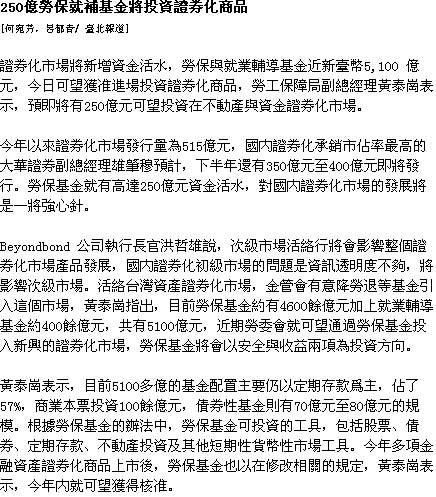 250億勞保就補基金將投資證券化商品
[何宛芳, 呂郁青/ 臺北報道]
證券化市場將新增資金活水，勞保與就業輔導基金近新臺幣5,100 億
元，今日可望獲准進場投資證券化商品，勞工保障局副總經理黃泰崗表
示，預即將有250億元可望投資在不動產與資金證券化市場。
今年以來證券化市場發行量為515億元，國內證券化承銷市佔率最高的
大華證券副總經理雄肇穆預計，下半年還有350億元至400億元即將發
行。勞保基金就有高達250億元資金活水，對國內證券化市場的發展將
是一將強心針。
Beyondbond 公司執行長官洪哲雄說，次級市場活絡行將會影響整個證
券化市場產品發展，國內證券化初級市場的問題是資訊透明度不夠，將
影響次級市場。活絡台灣資產證券化市場，金管會有意降勞退等基金引
入這個市場，黃泰崗指出，目前勞保基金約有4600餘億元加上就業輔導
基金約400餘億元，共有5100億元，近期勞委會就可望通過勞保基金投
入新興的證券化市場，勞保基金將會以安全與收益兩項為投資方向。
黃泰崗表示，目前5100多億的基金配置主要仍以定期存款爲主，佔了
57%，商業本票投資100餘億元，債券性基金則有70億元至80億元的規
模。根據勞保基金的辦法中，勞保基金可投資的工具，包括股票、債
券、定期存款、不動產投資及其他短期性貨幣性市場工具。今年多項金
融資產證券化商品上市後，勞保基金也以在修改相關的規定，黃泰崗表
示，今年內就可望獲得核准。